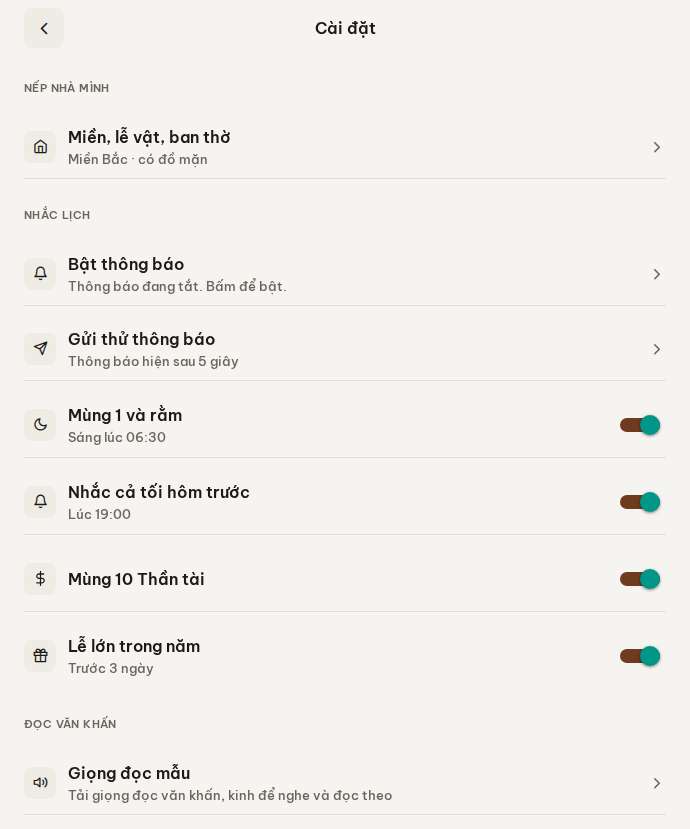 Cài đặt
NẾP NHÀ MÌNH
Miền, lễ vật, ban thờ
Miền Bắc · có đồ mặn
NHẮC LỊCH
Bật thông báo
Thông báo đang tắt. Bấm để bật.
Gửi thử thông báo
Thông báo hiện sau 5 giây
Mùng 1 và rằm
Sáng lúc 06:30
Nhắc cả tối hôm trước
Lúc 19:00
Mùng 10 Thần tài
Lễ lớn trong năm
Trước 3 ngày
ĐỌC VĂN KHẤN
Giọng đọc mẫu
Tải giọng đọc văn khấn, kinh để nghe và đọc theo